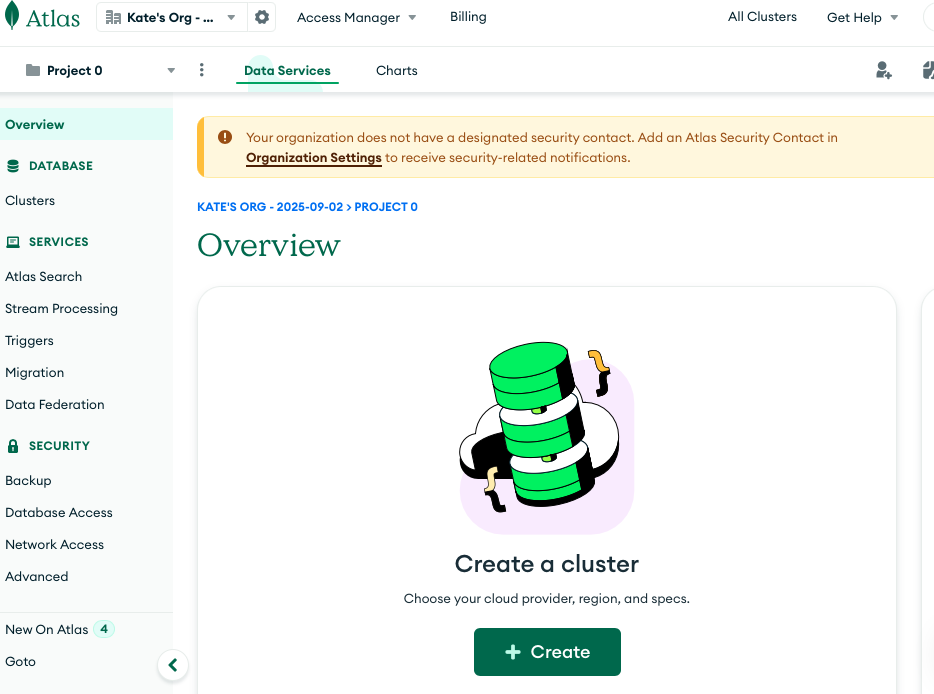 Atlas
Kate's Org - ...
Access Manager
Billing
All Clusters
Get Help
Project 0
Data Services
Charts
Overview
DATABASE
Clusters
SERVICES
Atlas Search
Stream Processing
Triggers
Migration
Data Federation
SECURITY
Backup
Database Access
Network Access
Advanced
New On Atlas 4
Goto
Your organization does not have a designated security contact. Add an Atlas Security Contact in
Organization Settings to receive security-related notifications.
KATE'S ORG - 2025-09-02 > PROJECT 0
Overview
Create a cluster
Choose your cloud provider, region, and specs.
+ Create